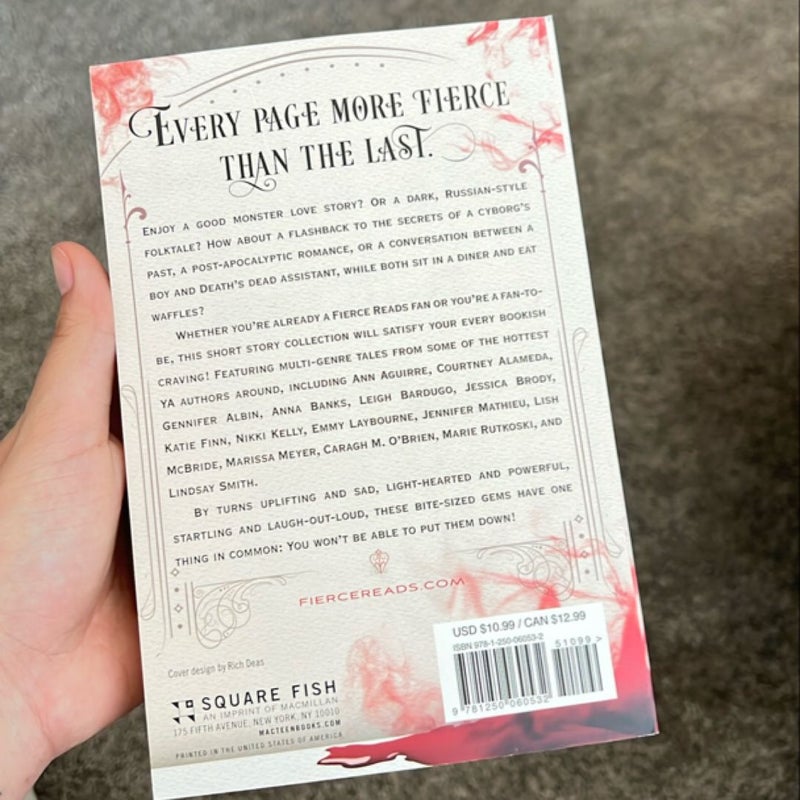 EVERY PAGE MORE FIERCE
THAN THE LAST.
ENJOY A GOOD MONSTER LOVE STORY? OR A DARK, RUSSIAN-STYLE
FOLKTALE? HOW ABOUT A FLASHBACK TO THE SECRETS OF A CYBORG'S
PAST, A POST-APOCALYPTIC ROMANCE, OR A CONVERSATION BETWEEN A
BOY AND DEATH'S DEAD ASSISTANT, WHILE BOTH SIT IN A DINER AND EAT
WAFFLES?
WHETHER YOU'RE ALREADY A FIERCE READS FAN OR YOU'RE A FAN-TO-
BE, THIS SHORT STORY COLLECTION WILL SATISFY YOUR EVERY BOOKISH
CRAVING! FEATURING MULTI-GENRE TALES FROM SOME OF THE HOTTEST
YA AUTHORS AROUND, INCLUDING ANN AGUIRRE, COURTNEY ALAMEDA,
GENNIFER ALBIN, ANNA BANKS, LEIGH BARDUGO, JESSICA BRODY,
KATIE FINN, NIKKI KELLY, EMMY LAYBOURNE, JENNIFER MATHIEU, LISH
MCBRIDE, MARISSA MEYER, CARAGH M. O'BRIEN, MARIE RUTKOSKI, AND
LINDSAY SMITH.
BY TURNS UPLIFTING AND SAD, LIGHT-HEARTED AND POWERFUL,
STARTLING AND LAUGH-OUT-LOUD, THESE BITE-SIZED GEMS HAVE ONE
THING IN COMMON: YOU WON'T BE ABLE TO PUT THEM DOWN!
FIERCEREADS.COM
USD $10.99 / CAN $12.99
ISBN 978-1-250-06053-2
51099 >
9 781250 060532
Cover design by Rich Deas
SQUARE FISH
AN IMPRINT OF MACMILLAN
175 FIFTH AVENUE, NEW YORK, NY 10010
MACTEENBOOKS.COM
PRINTED IN THE UNITED STATES OF AMERICA